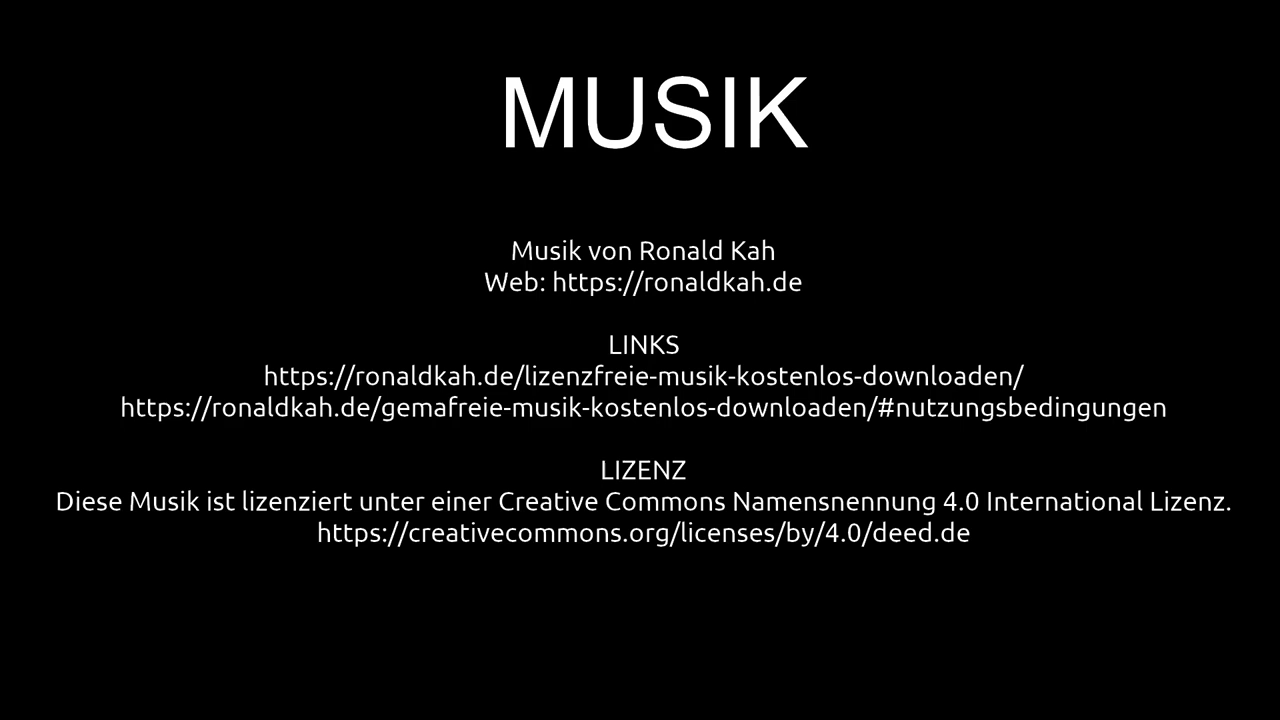 MUSIK
Musik von Ronald Kah
Web: https://ronaldkah.de
LINKS
https://ronaldkah.de/lizenzfreie-musik-kostenlos-downloaden/
https://ronaldkah.de/gemafreie-musik-kostenlos-downloaden/#nutzungsbedingungen
LIZENZ
Diese Musik ist lizenziert unter einer Creative Commons Namensnennung 4.0 International Lizenz.
https://creativecommons.org/licenses/by/4.0/deed.de